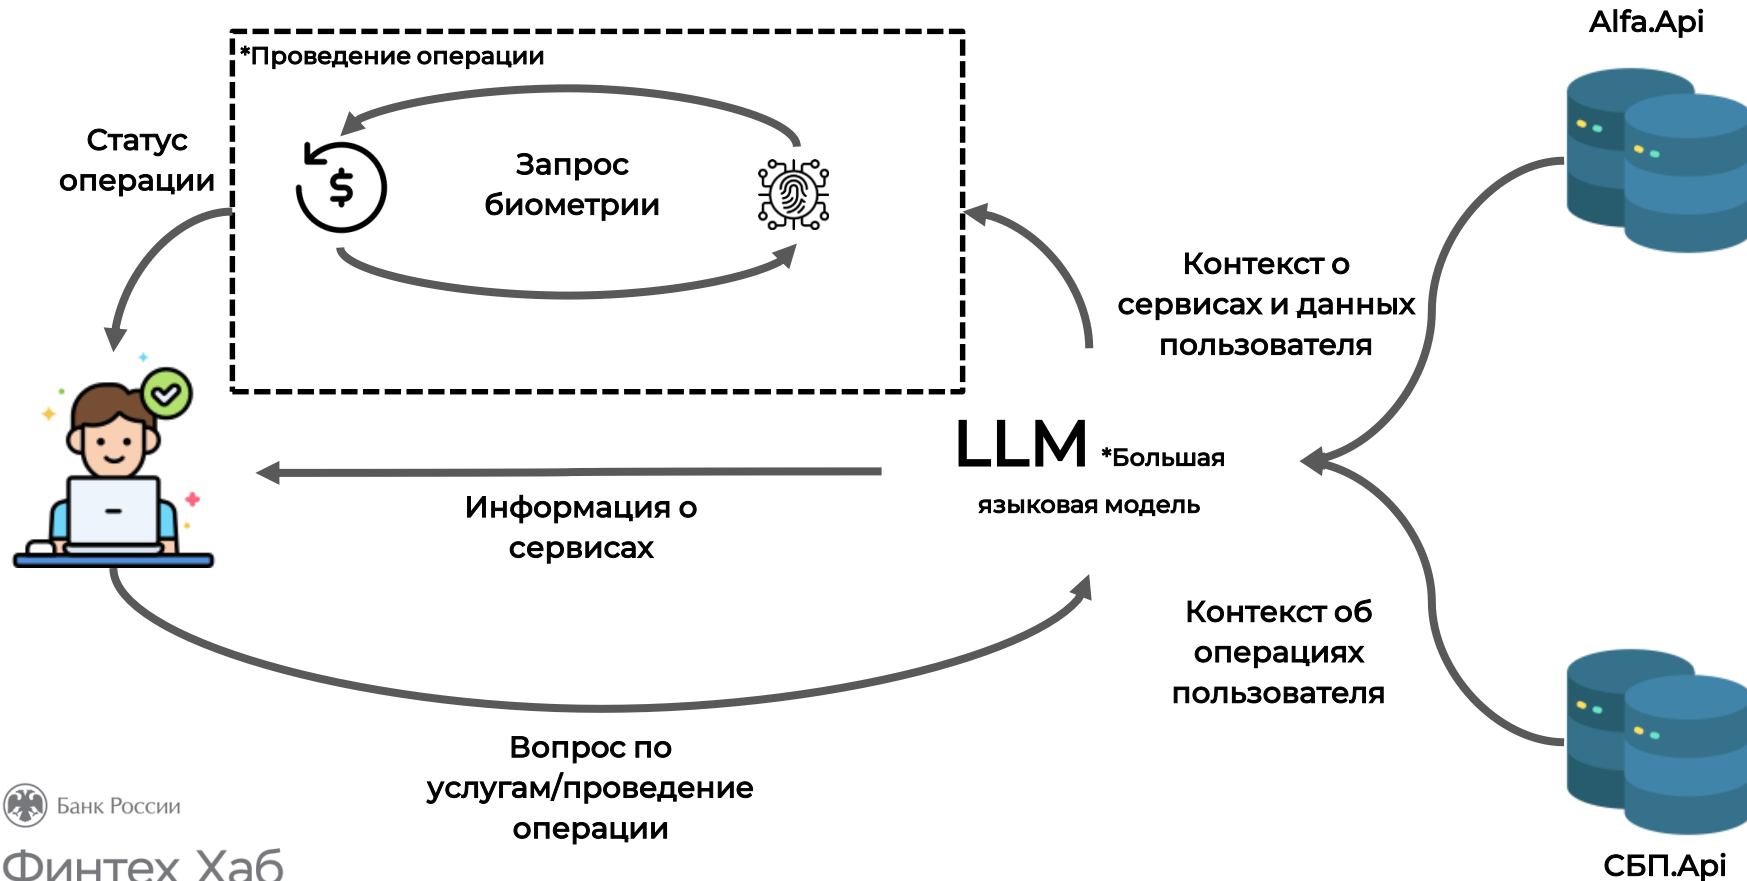 Alfa.Api
*Проведение операции
Статус
операции
Запрос
биометрии
$
Контекст о
сервисах и данных
пользователя
LLM *Большая
языковая модель
Информация о
сервисах
Контекст об
операциях
пользователя
Вопрос по
услугам/проведение
операции
Банк России
Финтех Хаб
СБП.Api